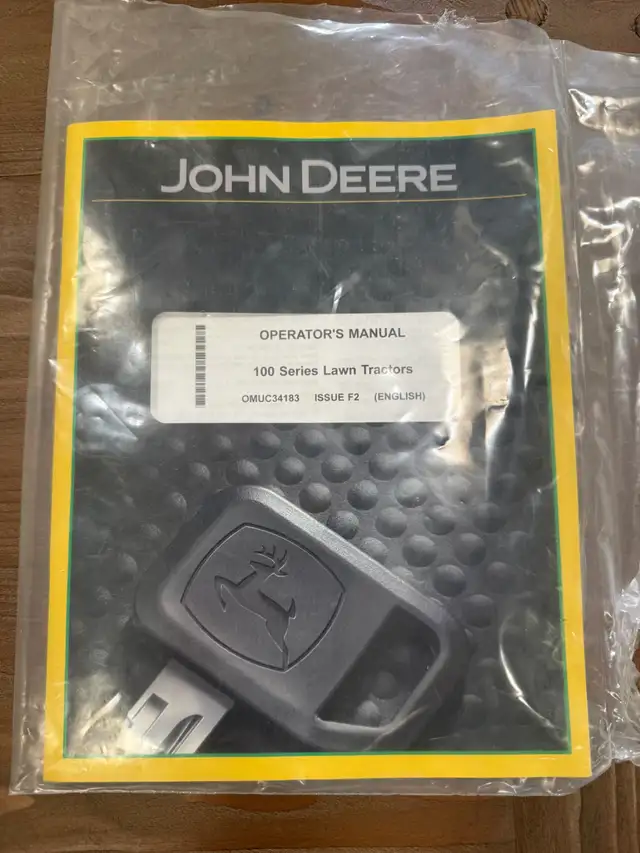 JOHN DEERE
OPERATOR'S MANUAL
100 Series Lawn Tractors
OMUC34183 ISSUE F2 (ENGLISH)